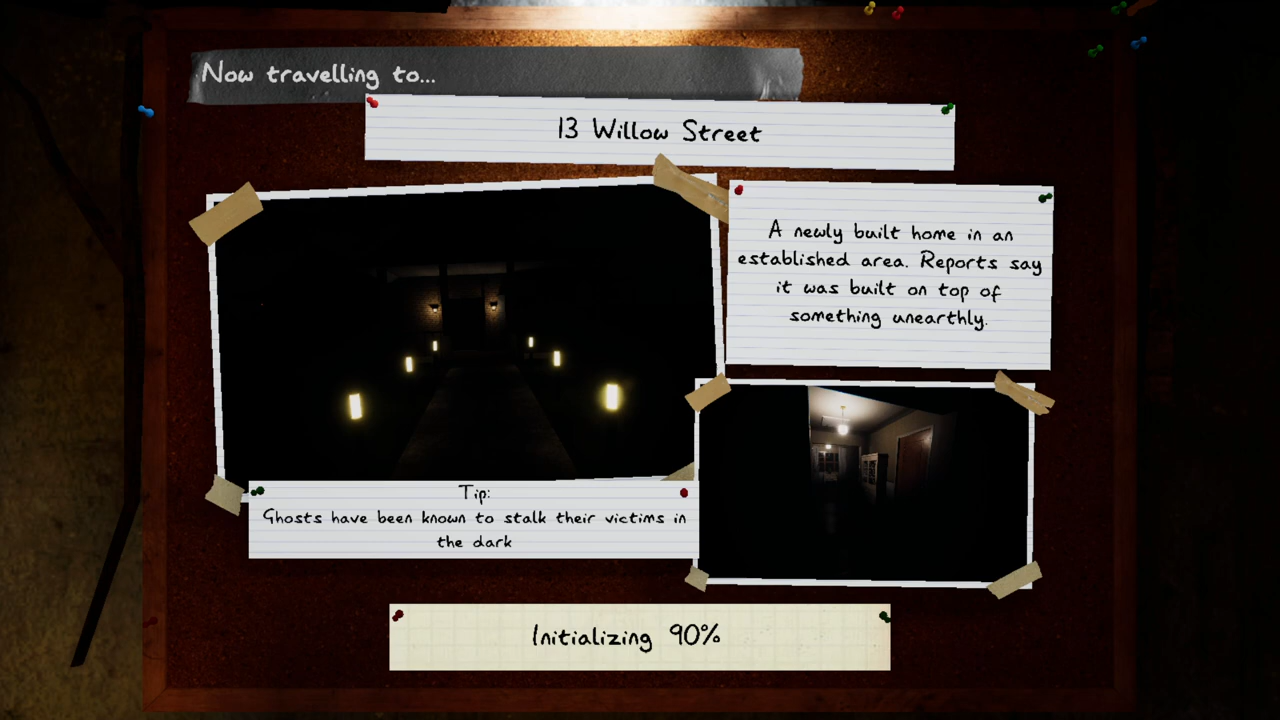 Now travelling to...
13 Willow Street
A newly built home in an
established area. Reports say
it was built on top of
something unearthly.
Tip:
Ghosts have been known to stalk their victims in
the dark
Initializing 90%